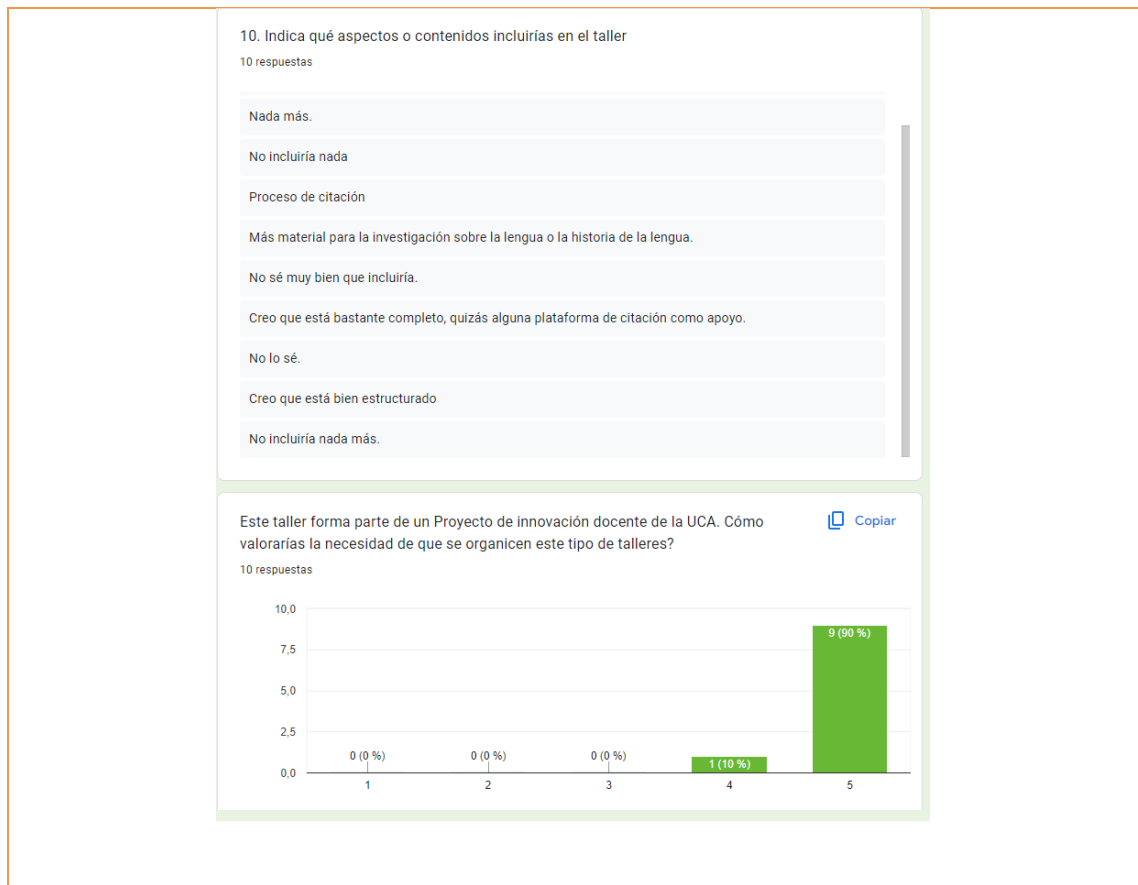 10. Indica qué aspectos o contenidos incluirías en el taller
10 respuestas
Nada más.
No incluiría nada
Proceso de citación
Más material para la investigación sobre la lengua o la historia de la lengua.
No sé muy bien que incluiría.
Creo que está bastante completo, quizás alguna plataforma de citación como apoyo.
No lo sé.
Creo que está bien estructurado
No incluiría nada más.
Este taller forma parte de un Proyecto de innovación docente de la UCA. Cómo
valorarías la necesidad de que se organicen este tipo de talleres?
Copiar
10 respuestas
10,0
7,5
5,0
2,5
0,0
0 (0 %)
0 (0 %)
0 (0 %)
1 (10 %)
9 (90 %)
1
2
3
4
5